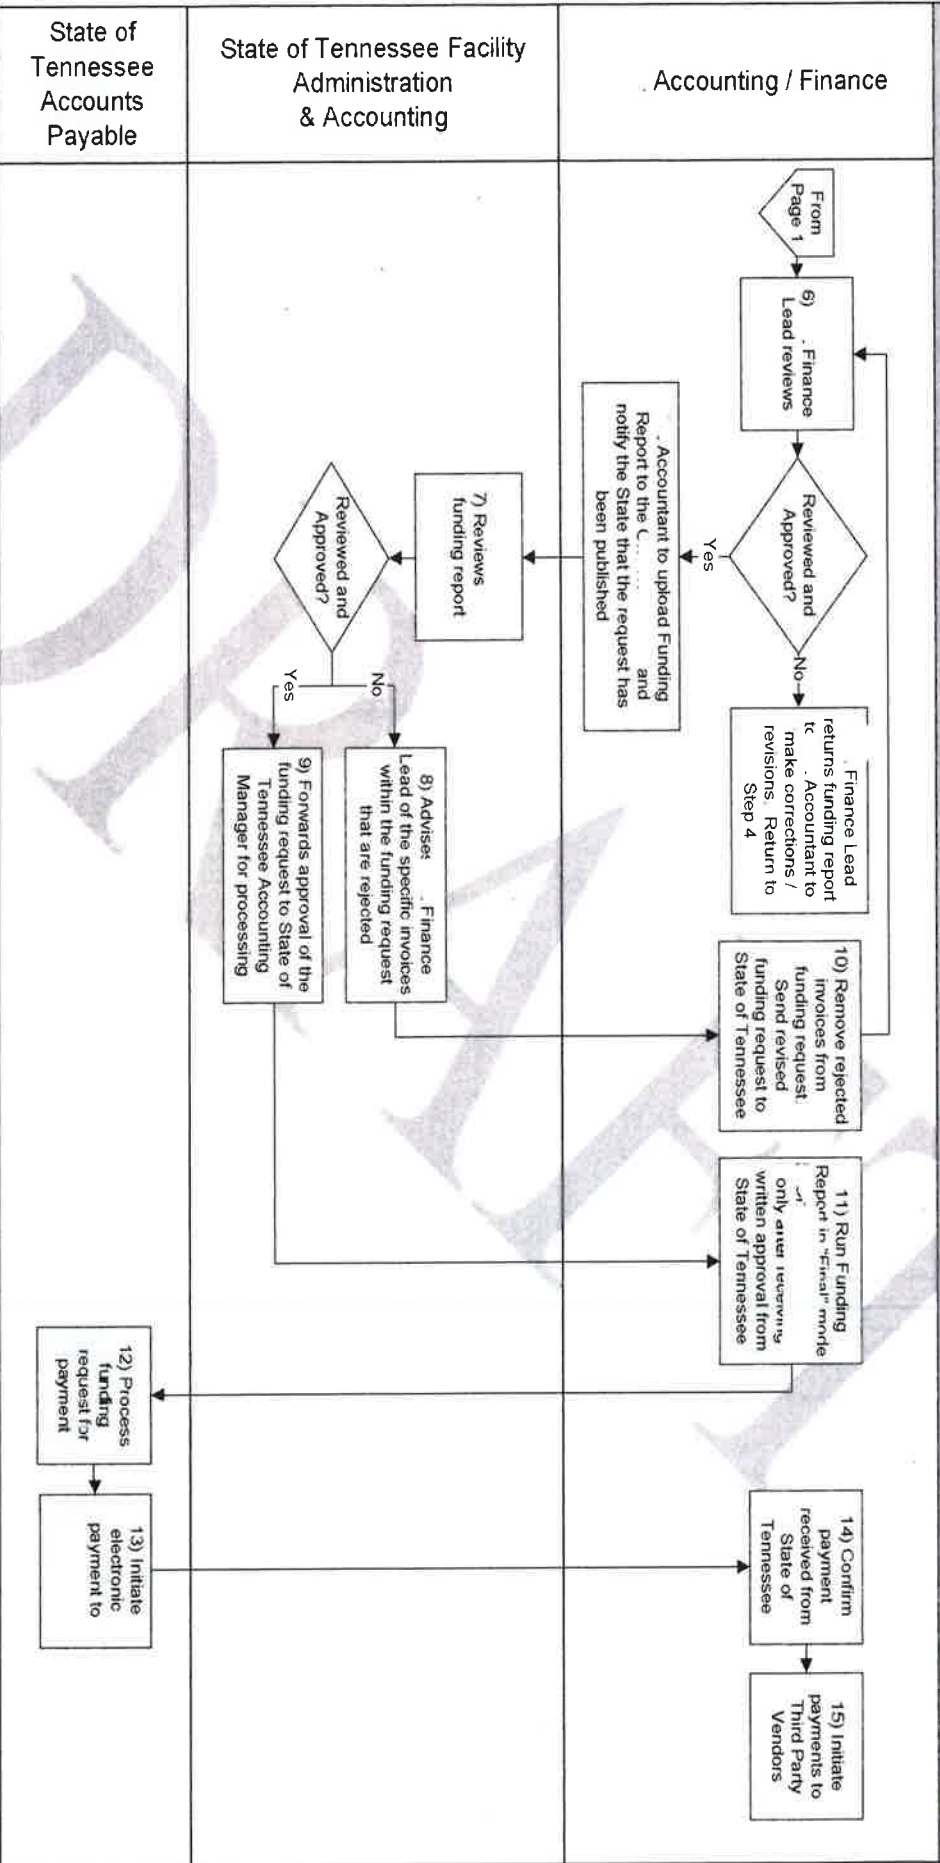 State of
Tennessee
Accounts
Payable
State of Tennessee Facility
Administration
& Accounting
. Accounting / Finance
From
Page 1
6)
. Finance
Lead reviews
Reviewed and
Approved?
No
Yes
. Finance Lead
returns funding report
. Accountant to
make corrections /
revisions. Return to
Step 4
. Accountant to upload Funding
Report to the
and
notify the State that the request has
been published
7) Reviews
funding report
Reviewed and
Approved?
No
Yes
8) Advises
. Finance
Lead of the specific invoices
within the funding request
that are rejected
9) Forwards approval of the
funding request to State of
Tennessee Accounting
Manager for processing
10) Remove rejected
invoices from
funding request.
Send revised
funding request to
State of Tennessee
11) Run Funding
Report in "Final" mode
only after receiving
written approval from
State of Tennessee
12) Process
funding
request for
payment
13) Initiate
electronic
payment to
14) Confirm
payment
received from
State of
Tennessee
15) Initiate
payments to
Third Party
Vendors
DRAFT